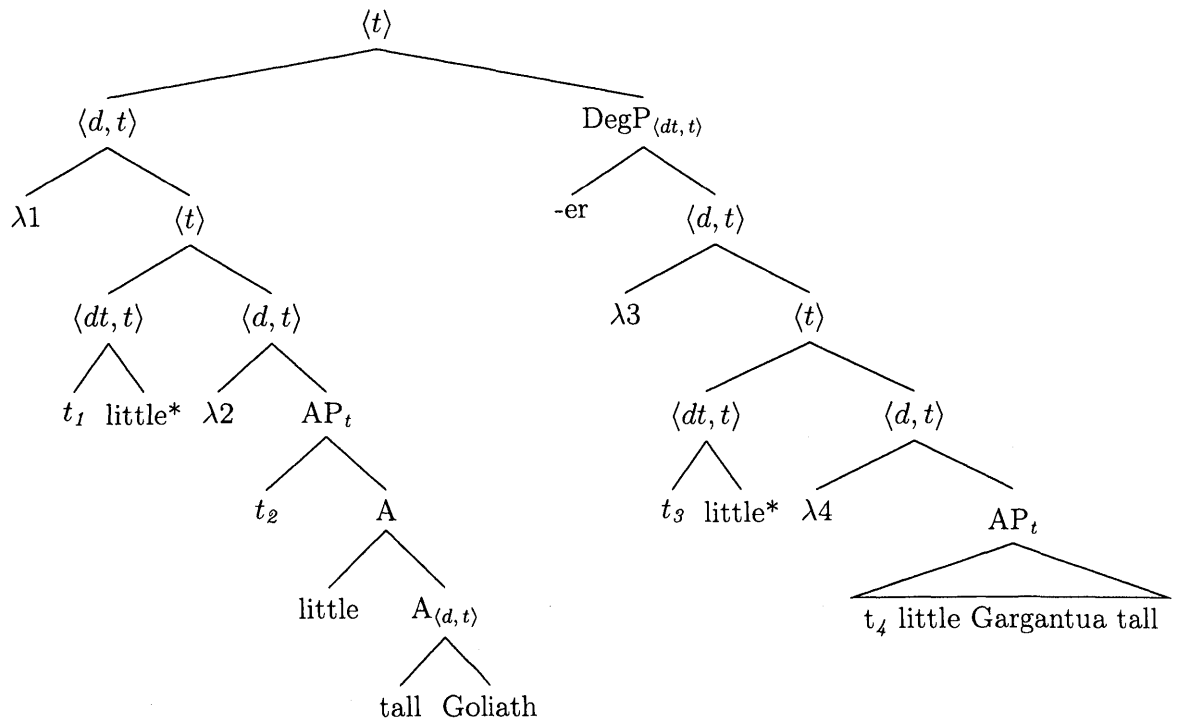 ⟨t⟩
⟨d, t⟩ DegP⟨dt, t⟩
λ1 ⟨t⟩ -er ⟨d, t⟩
⟨dt, t⟩ ⟨d, t⟩ λ3 ⟨t⟩
t₁ little* λ2 APₜ ⟨dt, t⟩ ⟨d, t⟩
t₂ A t₃ little* λ4 APₜ
little A⟨d, t⟩ t₄ little Gargantua tall
tall Goliath